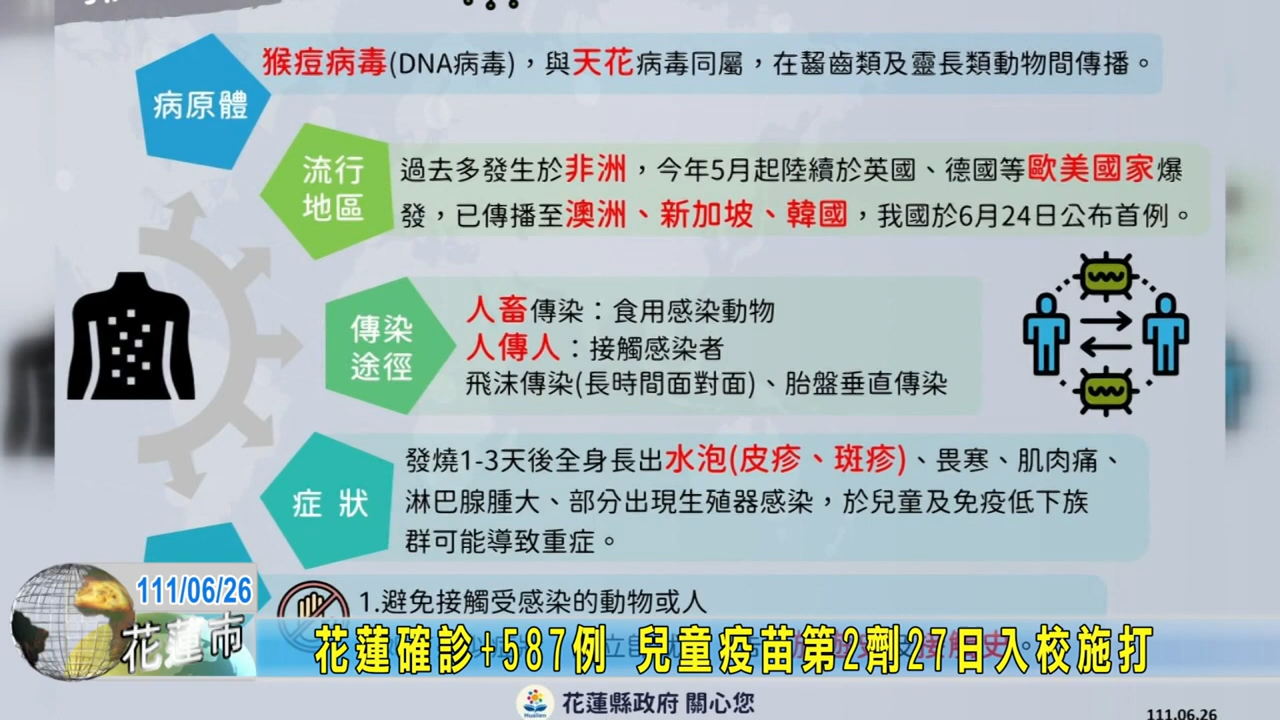 病原體
猴痘病毒(DNA病毒)，與天花病毒同屬，在齧齒類及靈長類動物間傳播。
流行
地區
過去多發生於非洲，今年5月起陸續於英國、德國等歐美國家爆
發，已傳播至澳洲、新加坡、韓國，我國於6月24日公布首例。
傳染
途徑
人畜傳染：食用感染動物
人傳人：接觸感染者
飛沫傳染(長時間面對面)、胎盤垂直傳染
症 狀
發燒1-3天後全身長出水泡(皮疹、斑疹)、畏寒、肌肉痛、
淋巴腺腫大、部分出現生殖器感染，於兒童及免疫低下族
群可能導致重症。
1.避免接觸受感染的動物或人
111/06/26
花蓮市
花蓮確診+587例 兒童疫苗第2劑27日入校施打
Hualien
花蓮縣政府 關心您
111.06.26